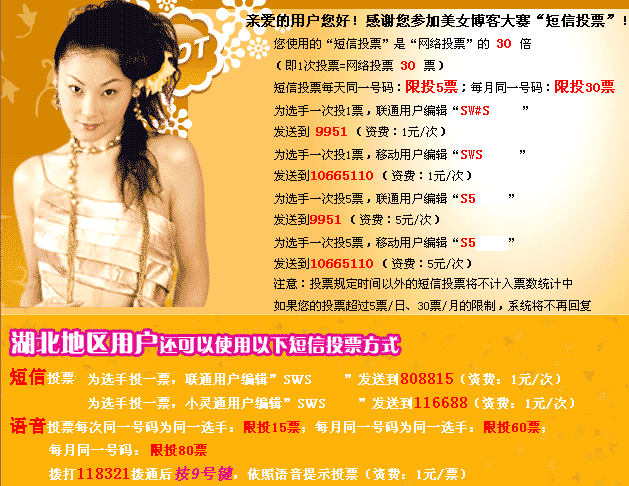 亲爱的用户您好！感谢您参加美女博客大赛“短信投票”！
OT
您使用的“短信投票”是“网络投票”的 30 倍
（即1次投票=网络投票 30 票）
短信投票每天同一号码：限投5票；每月同一号码：限投30票
为选手一次投1票，联通用户编辑“SW#S ”
发送到 9951 （资费：1元/次）
为选手一次投1票，移动用户编辑“SWS ”
发送到10665110 （资费：1元/次）
为选手一次投5票，联通用户编辑“S5 ”
发送到9951 （资费：5元/次）
为选手一次投5票，移动用户编辑“S5 ”
发送到10665110 （资费：5元/次）
注意：投票规定时间以外的短信投票将不计入票数统计中
如果您的投票超过5票/日、30票/月的限制，系统将不再回复
湖北地区用户还可以使用以下短信投票方式
短信投票 为选手投一票，联通用户编辑”SWS ”发送到808815（资费：1元/次）
为选手投一票，小灵通用户编辑”SWS ”发送到116688（资费：1元/次）
语音投票每次同一号码为同一选手：限投15票；每月同一号码为同一选手：限投60票；
每月同一号码：限投80票
拨打118321拨通后按9号键，依照语音提示投票（资费：1元/票）